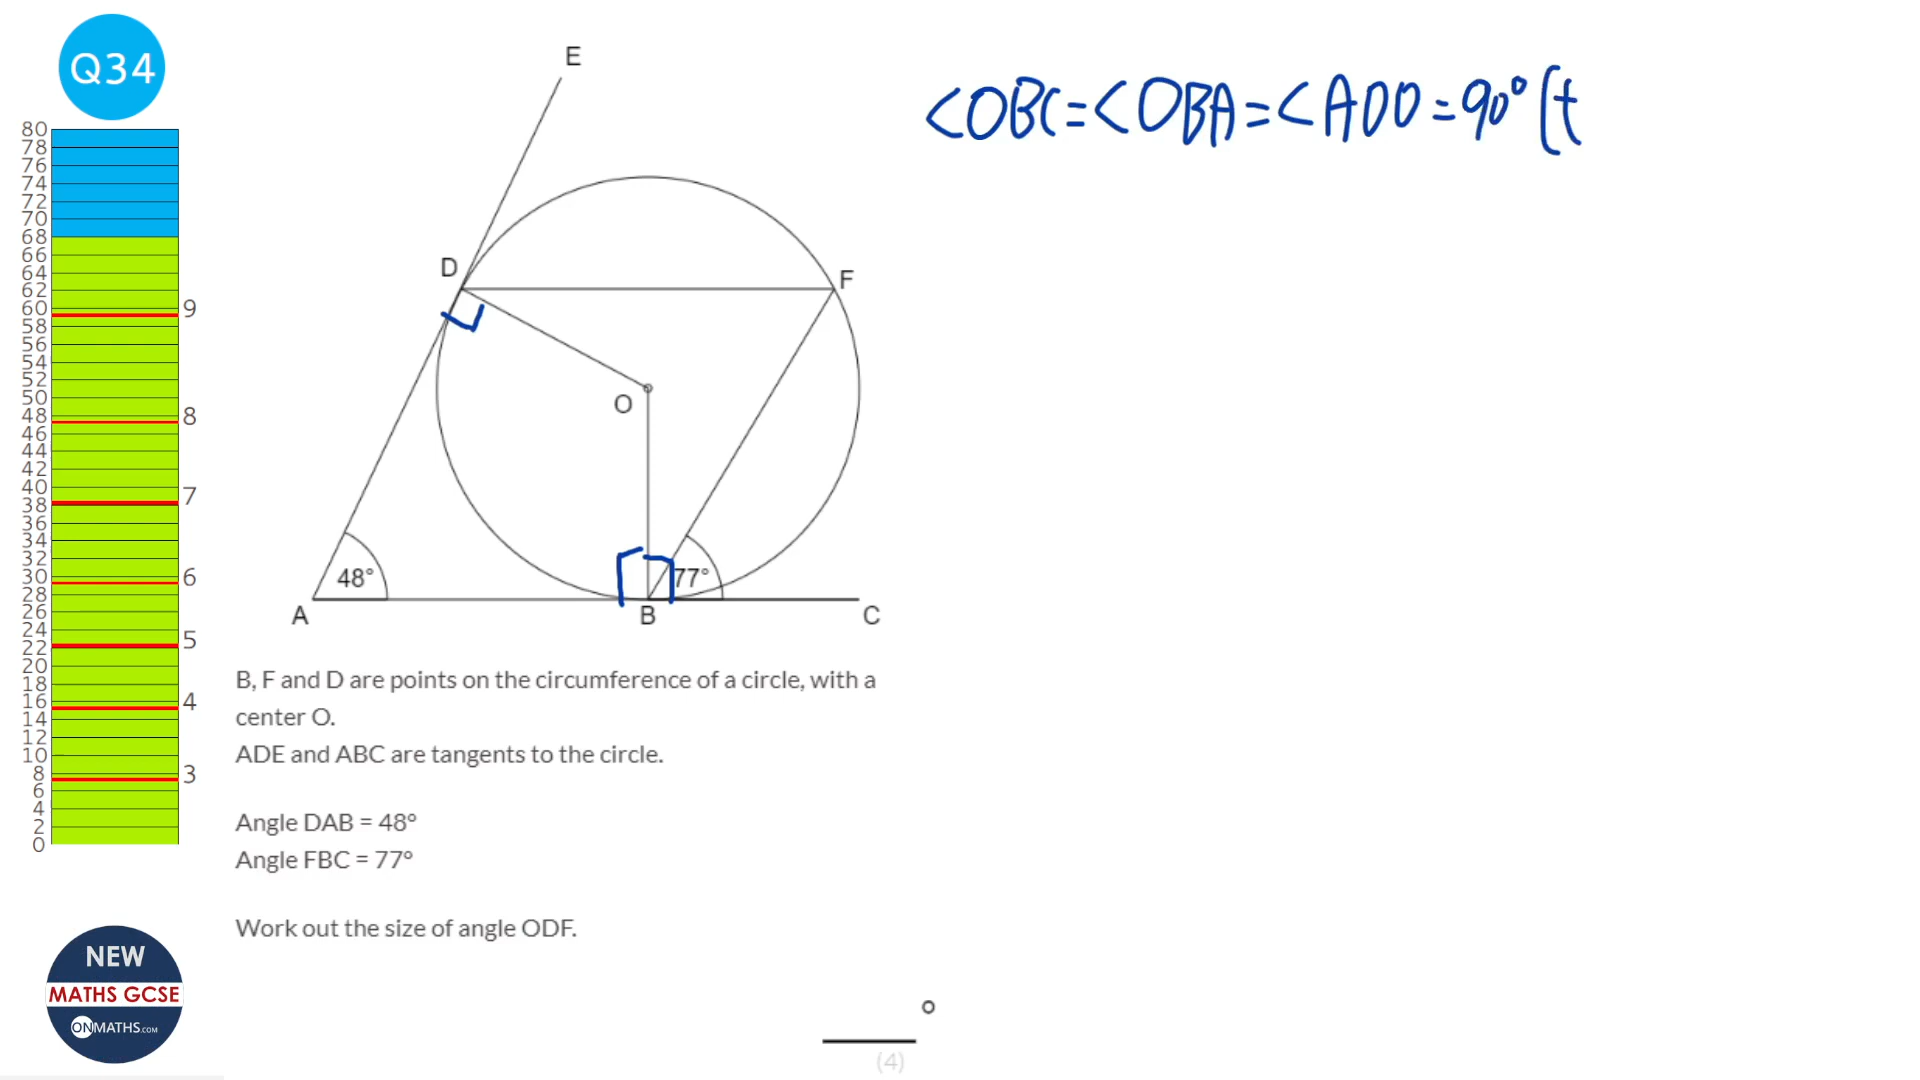 Q34
∠OBC=∠OBA=∠ADO=90° (t
E
D
F
O
48°
77°
A
B
C
80
78
76
74
72
70
68
66
64
62
60
58
56
54
52
50
48
46
44
42
40
38
36
34
32
30
28
26
24
22
20
18
16
14
12
10
8
6
4
2
0
9
8
7
6
5
4
3
B, F and D are points on the circumference of a circle, with a
center O.
ADE and ABC are tangents to the circle.
Angle DAB = 48°
Angle FBC = 77°
Work out the size of angle ODF.
°
(4)
NEW
MATHS GCSE
ONMATHS.COM